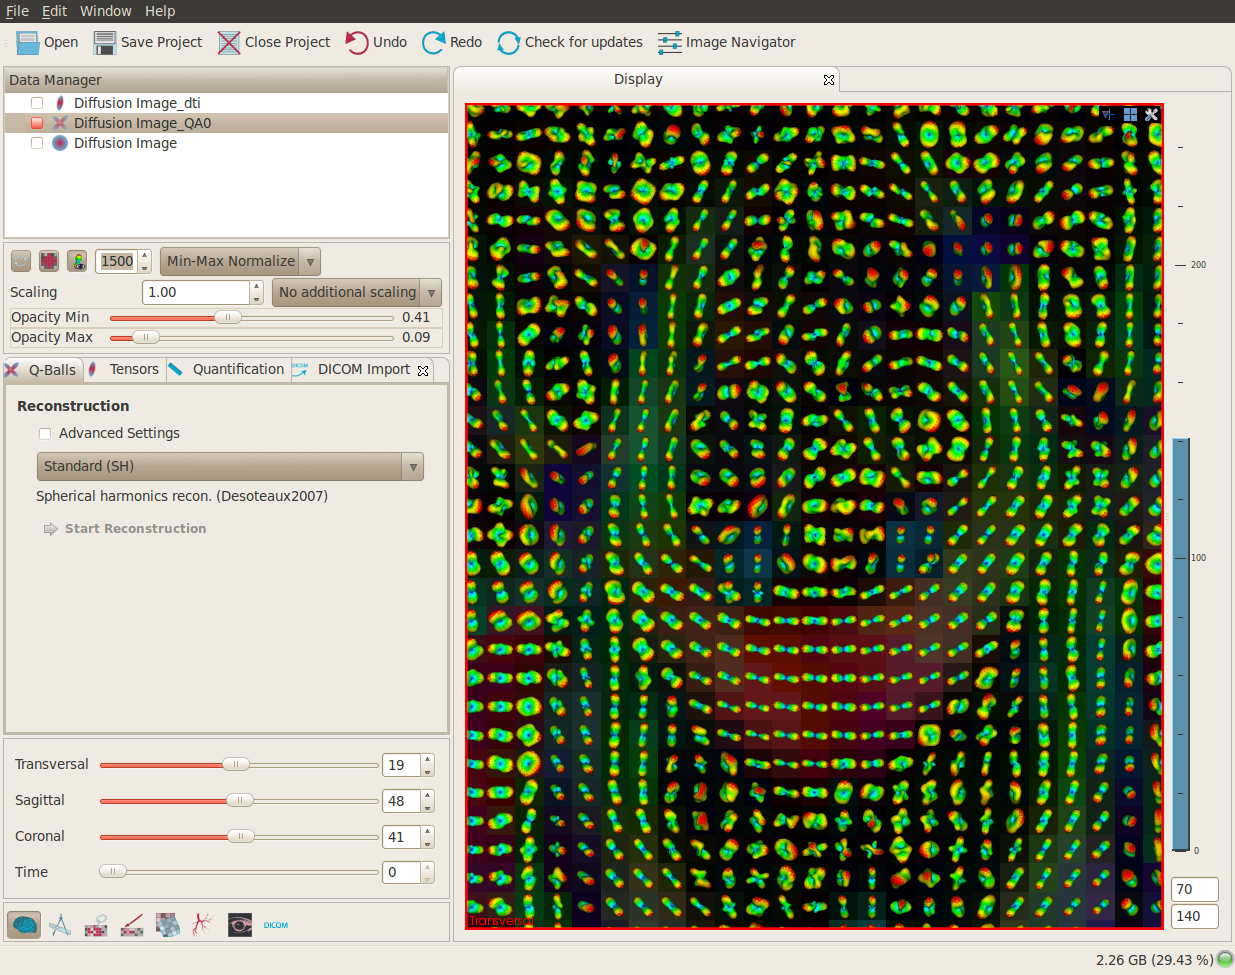 File Edit Window Help
Open Save Project Close Project Undo Redo Check for updates Image Navigator
Data Manager
Diffusion Image_dti
Diffusion Image_QA0
Diffusion Image
1500 Min-Max Normalize
Scaling 1.00 No additional scaling
Opacity Min 0.41
Opacity Max 0.09
Q-Balls Tensors Quantification DICOM DICOM Import
Reconstruction
Advanced Settings
Standard (SH)
Spherical harmonics recon. (Desoteaux2007)
Start Reconstruction
Transversal 19
Sagittal 48
Coronal 41
Time 0
DICOM
Display
Transversal
200
100
0
70
140
2.26 GB (29.43 %)